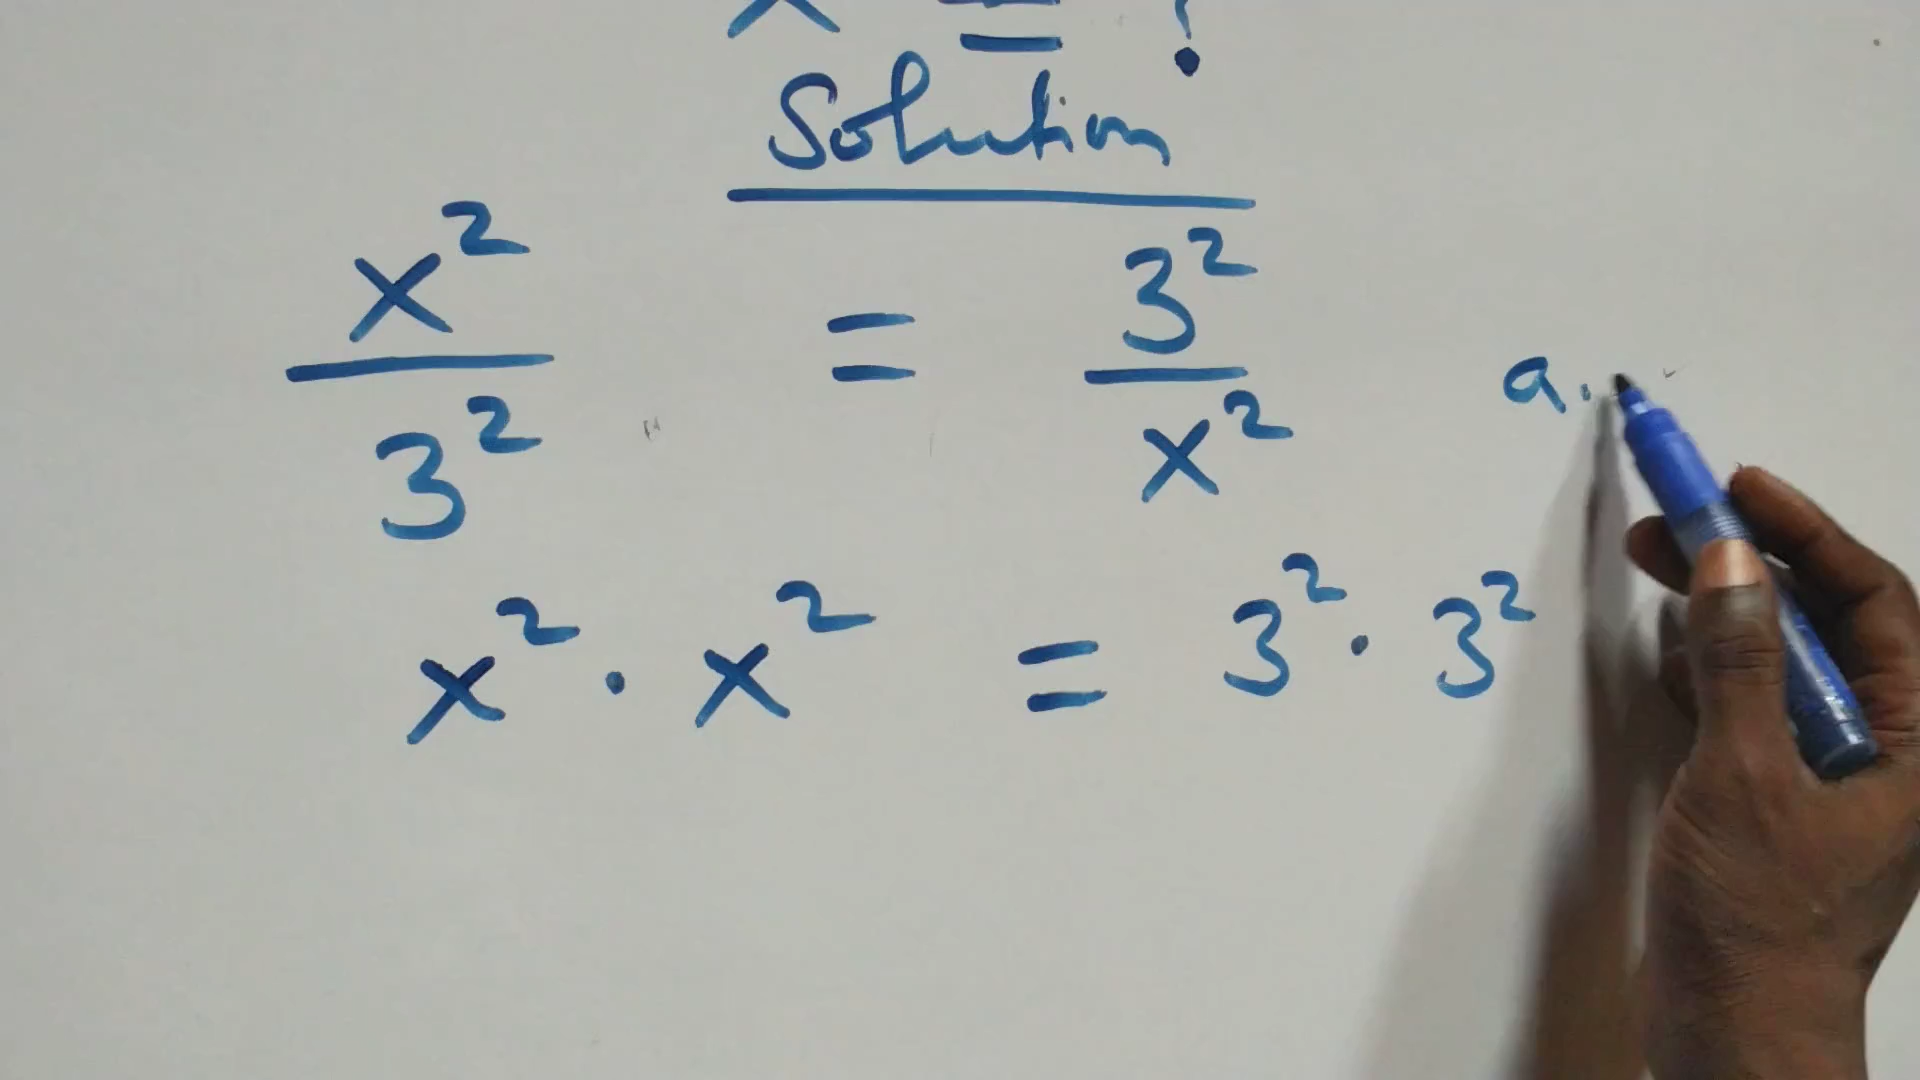 x = ?
Solution
x²/3² = 3²/x²
a.
x² · x² = 3² · 3²